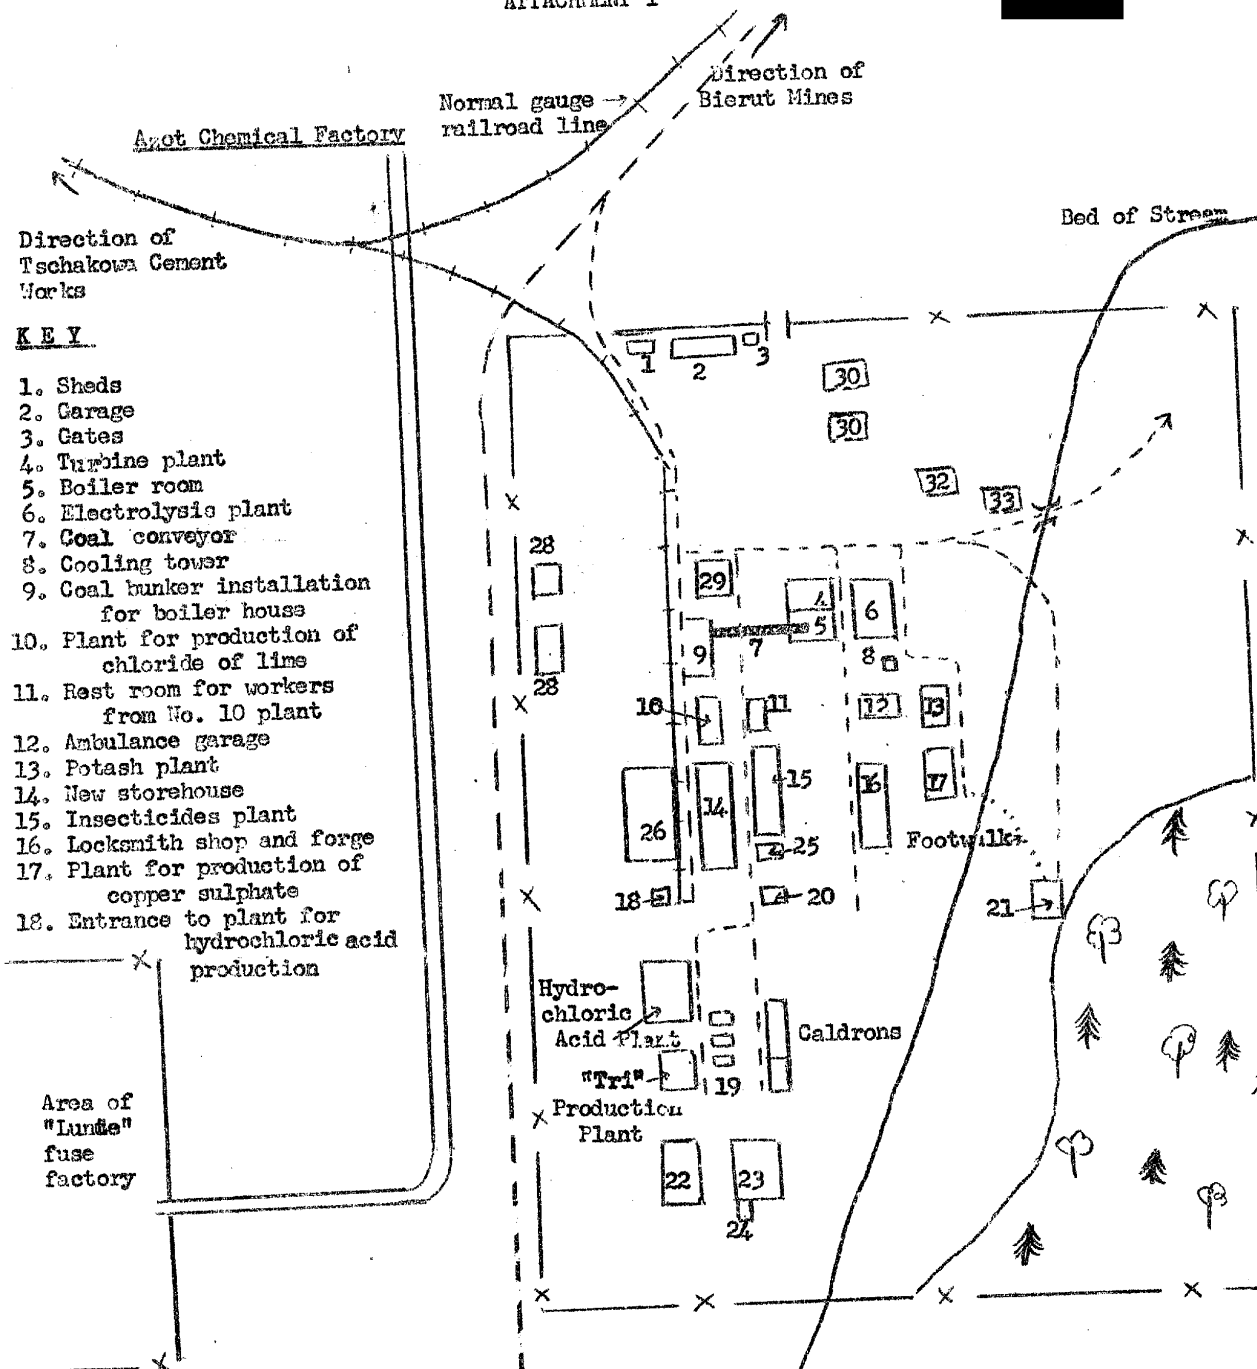 ATTACHMENT 1
Direction of
Bierut Mines
Normal gauge
railroad line
Azot Chemical Factory
Bed of Stream
Direction of
Tschakowa Cement
Works
KEY
1. Sheds
2. Garage
3. Gates
4. Turbine plant
5. Boiler room
6. Electrolysis plant
7. Coal conveyor
8. Cooling tower
9. Coal bunker installation
for boiler house
10. Plant for production of
chloride of lime
11. Rest room for workers
from No. 10 plant
12. Ambulance garage
13. Potash plant
14. New storehouse
15. Insecticides plant
16. Locksmith shop and forge
17. Plant for production of
copper sulphate
18. Entrance to plant for
hydrochloric acid
production
1
2
3
30
30
32
33
28
29
4
6
5
7
9
8
28
10
11
12
13
15
14
16
17
26
25
Footwalks
18
20
21
Hydro-
chloric
Acid Plant
Caldrons
"Tri"
19
Production
Plant
22
23
24
Area of
fuse
factory